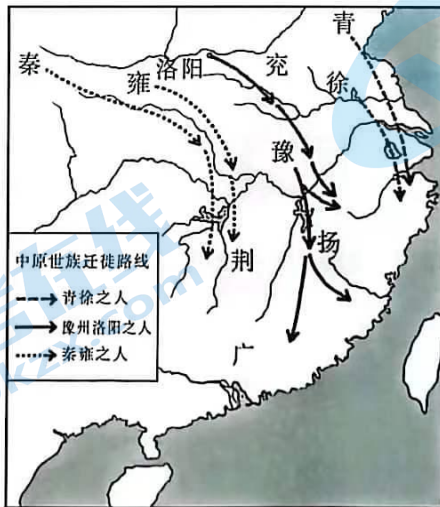 青
秦
雍
洛阳
兖
徐
豫
荆
扬
广
中原世族迁徙路线
青徐之人
豫州洛阳之人
秦雍之人